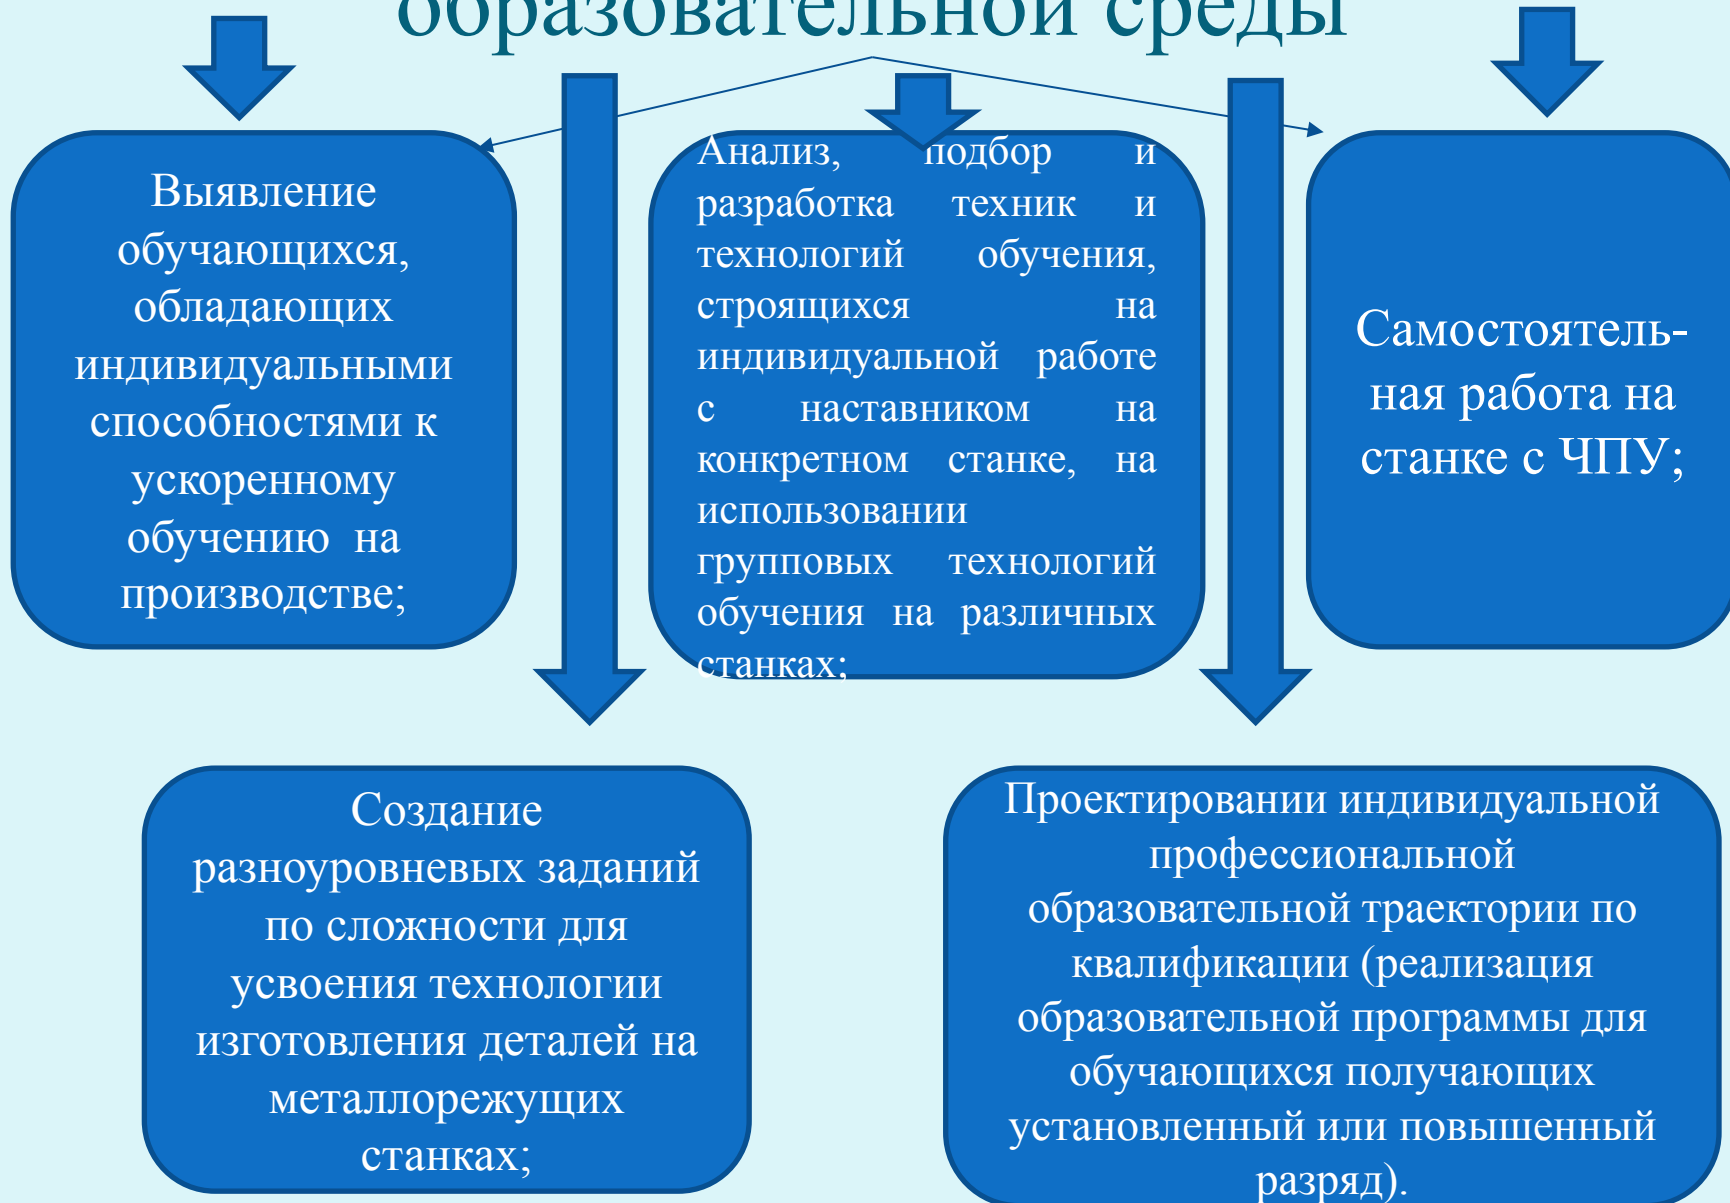 образовательной среды
Выявление
обучающихся,
обладающих
индивидуальными
способностями к
ускоренному
обучению на
производстве;
Анализ, подбор и
разработка техник и
технологий обучения,
строящихся на
индивидуальной работе
с наставником на
конкретном станке, на
использовании
групповых технологий
обучения на различных
станках;
Самостоятель-
ная работа на
станке с ЧПУ;
Создание
разноуровневых заданий
по сложности для
усвоения технологии
изготовления деталей на
металлорежущих
станках;
Проектировании индивидуальной
профессиональной
образовательной траектории по
квалификации (реализация
образовательной программы для
обучающихся получающих
установленный или повышенный
разряд).